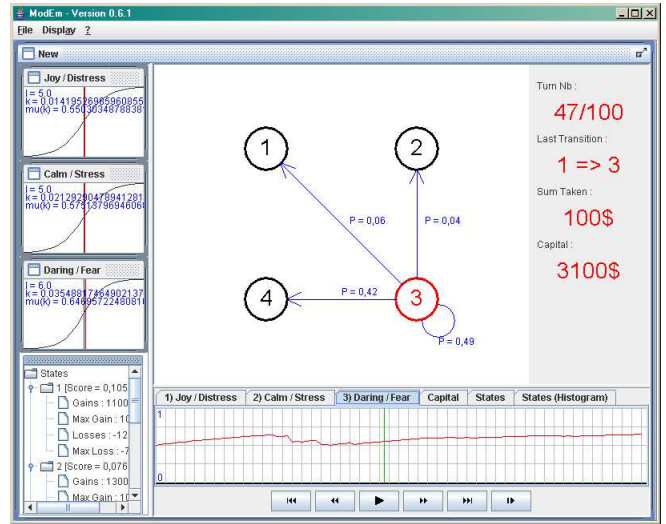 ModEm - Version 0.6.1
File Display ?
New
Joy / Distress
I = 5,0
Calm / Stress
I = 5,0
Daring / Fear
I = 6,0
States
1 [Score = 0,105
Gains : 1100
Max Gain : 10
Losses : -12
Max Loss : -7
2 [Score = 0,076
Gains : 1300
Max Gain : 10
1
2
P = 0,06
P = 0,04
4
P = 0,42
3
P = 0,49
Turn Nb :
47/100
Last Transition :
1 => 3
Sum Taken :
100$
Capital :
3100$
1) Joy / Distress 2) Calm / Stress 3) Daring / Fear Capital States States (Histogram)
1
0